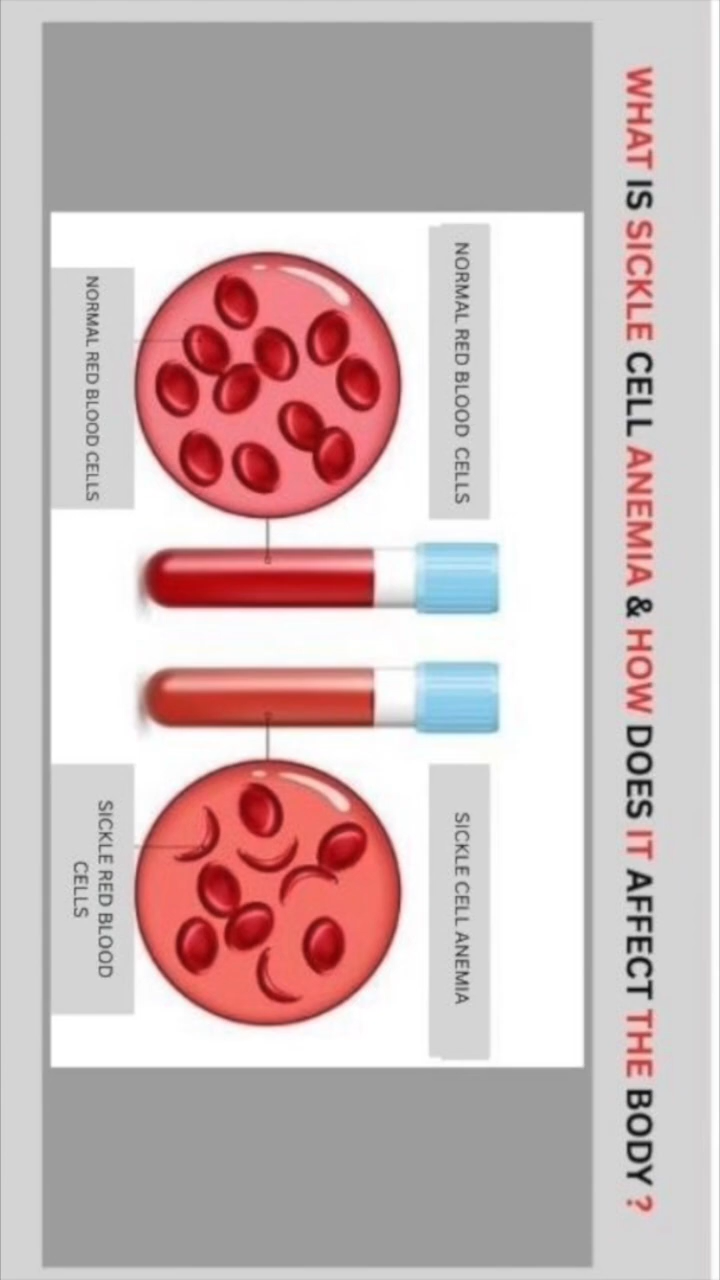 WHAT IS SICKLE CELL ANEMIA & HOW DOES IT AFFECT THE BODY ?
NORMAL RED BLOOD CELLS
SICKLE CELL ANEMIA
NORMAL RED BLOOD CELLS
SICKLE RED BLOOD
CELLS